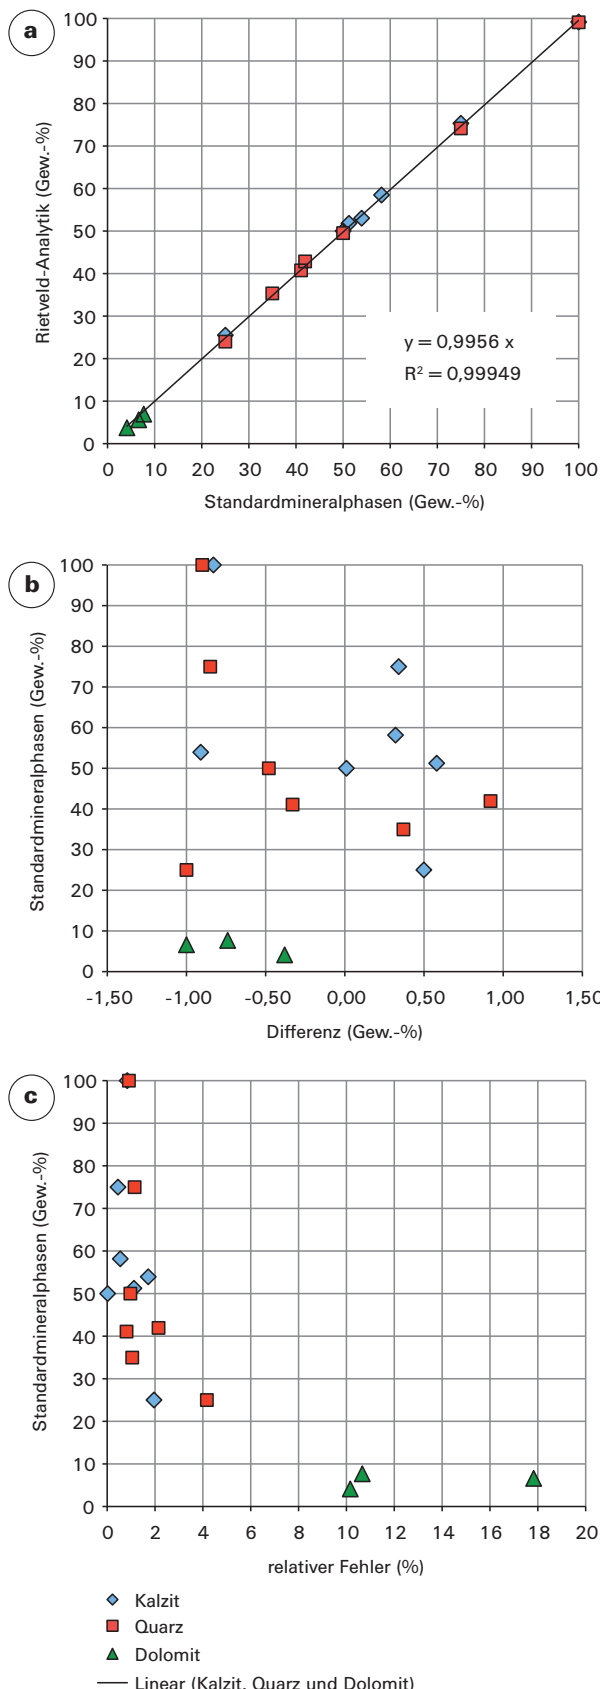 a
100
90
80
70
60
50
40
30
20
10
0
Rietveld-Analytik (Gew.-%)
y = 0,9956 x
R² = 0,99949
0 10 20 30 40 50 60 70 80 90 100
Standardmineralphasen (Gew.-%)
b
100
90
80
70
60
50
40
30
20
10
0
Standardmineralphasen (Gew.-%)
-1,50 -1,00 -0,50 0,00 0,50 1,00 1,50
Differenz (Gew.-%)
c
100
90
80
70
60
50
40
30
20
10
0
Standardmineralphasen (Gew.-%)
0 2 4 6 8 10 12 14 16 18 20
relativer Fehler (%)
Kalzit
Quarz
Dolomit
Linear (Kalzit, Quarz und Dolomit)